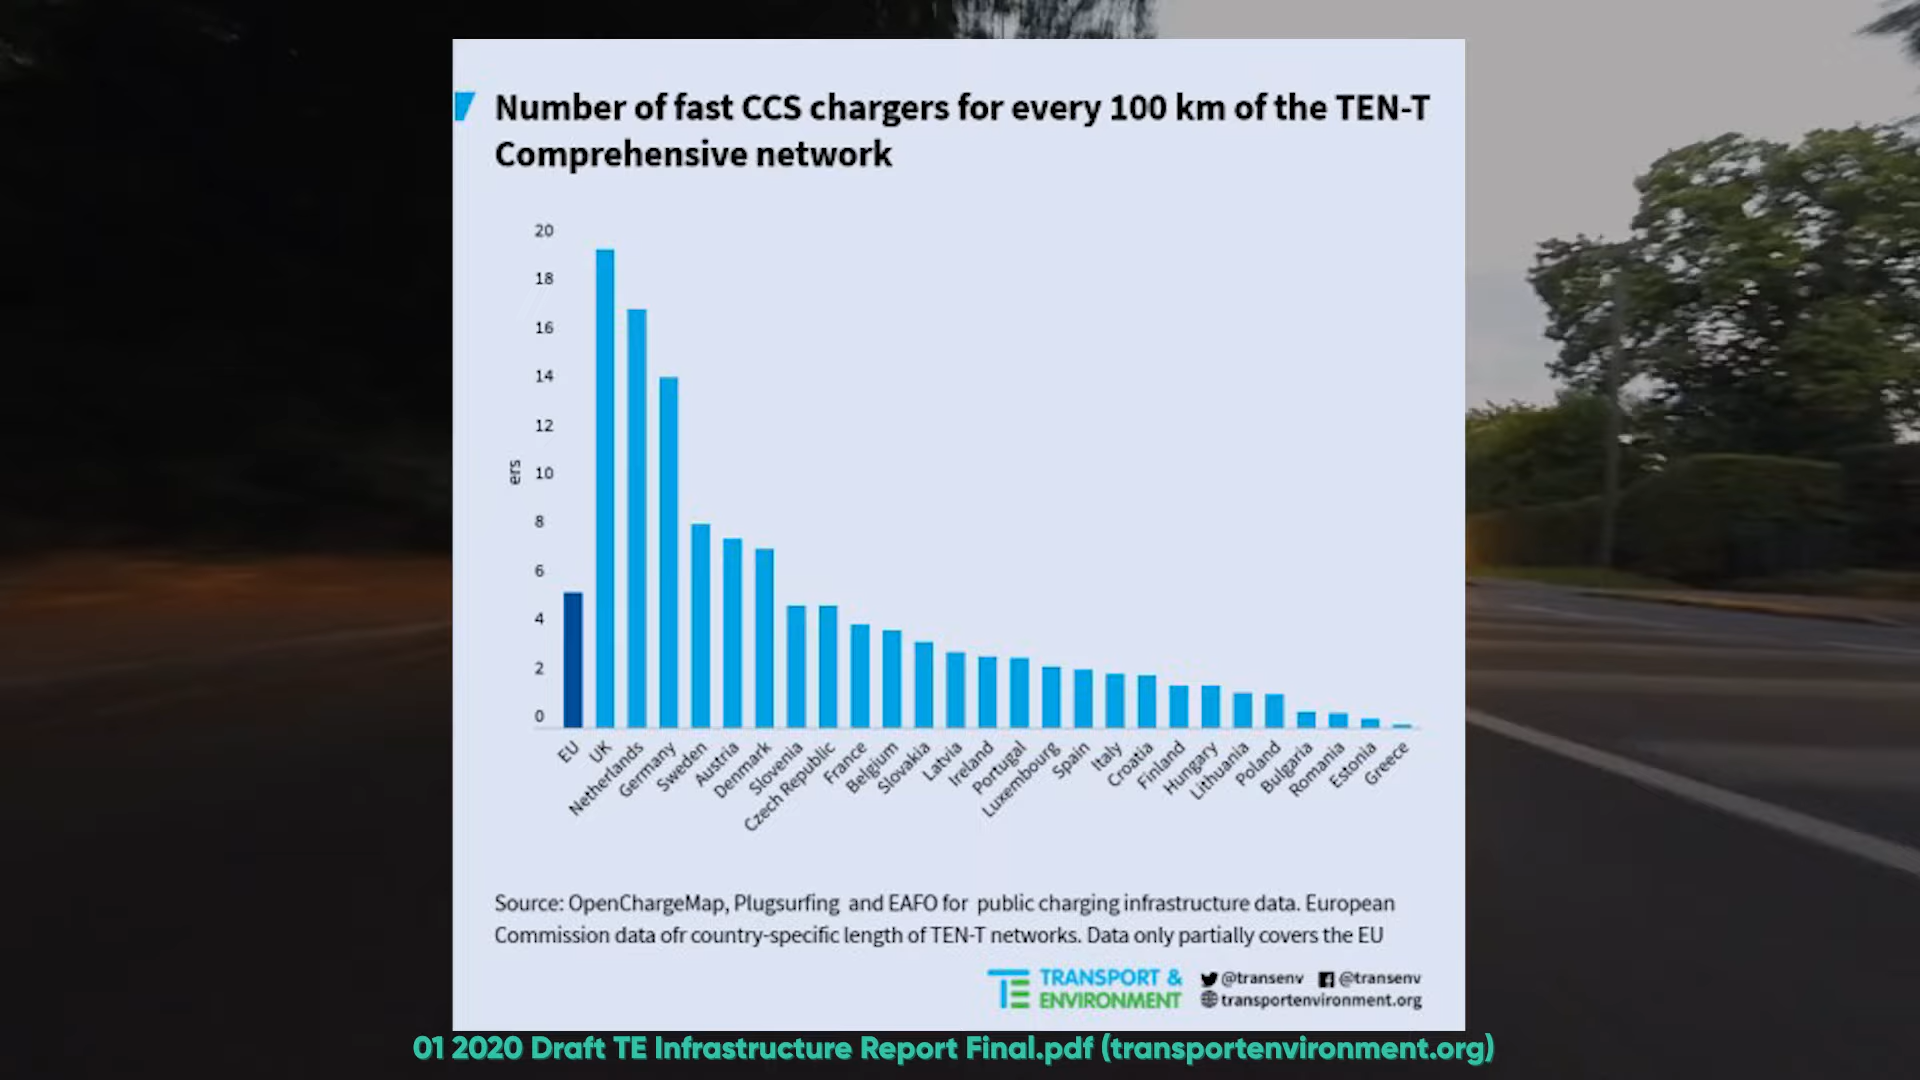 Number of fast CCS chargers for every 100 km of the TEN-T
Comprehensive network
20
18
16
14
12
10
8
6
4
2
0
ers
EU
UK
Netherlands
Germany
Sweden
Austria
Denmark
Slovenia
Czech Republic
France
Belgium
Slovakia
Latvia
Ireland
Portugal
Luxembourg
Spain
Italy
Croatia
Finland
Hungary
Lithuania
Poland
Bulgaria
Romania
Estonia
Greece
Source: OpenChargeMap, Plugsurfing and EAFO for public charging infrastructure data. European
Commission data ofr country-specific length of TEN-T networks. Data only partially covers the EU
TE TRANSPORT & ENVIRONMENT
@transenv @transenv
transportenvironment.org
01 2020 Draft TE Infrastructure Report Final.pdf (transportenvironment.org)